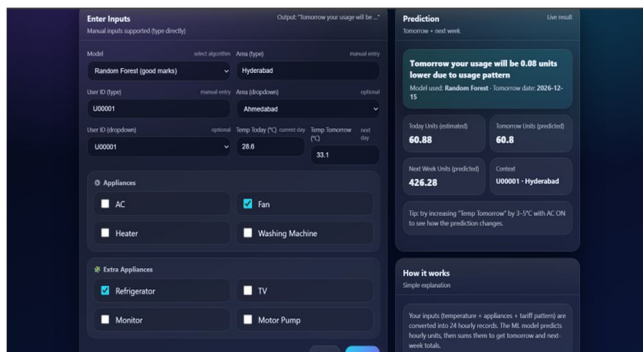 Enter Inputs
Output: "Tomorrow your usage will be ..."
Manual inputs supported (type directly)
Model
select algorithm
Area (type)
manual entry
Random Forest (good marks)
Hyderabad
User ID (type)
manual entry
Area (dropdown)
optional
U00001
Ahmedabad
User ID (dropdown)
optional
Temp Today (°C)
current day
Temp Tomorrow
(°C)
next
day
U00001
28.6
33.1
Appliances
AC
Fan
Heater
Washing Machine
Extra Appliances
Refrigerator
TV
Monitor
Motor Pump
Prediction
Live result
Tomorrow + next week
Tomorrow your usage will be 0.08 units
lower due to usage
pattern
Model used: Random Forest · Tomorrow date: 2026-12-
15
Today Units (estimated)
60.88
Tomorrow Units (predicted)
60.8
Next Week Units (predicted)
426.28
Context
U00001 · Hyderabad
Tip: try increasing "Temp Tomorrow" by 3-5°C with AC ON
to see how the prediction changes.
How it works
Simple explanation
Your inputs (temperature + appliances + tariff pattern) are
converted into 24 hourly records. The ML model predicts
hourly units, then sums them to get tomorrow and next-
week totals.